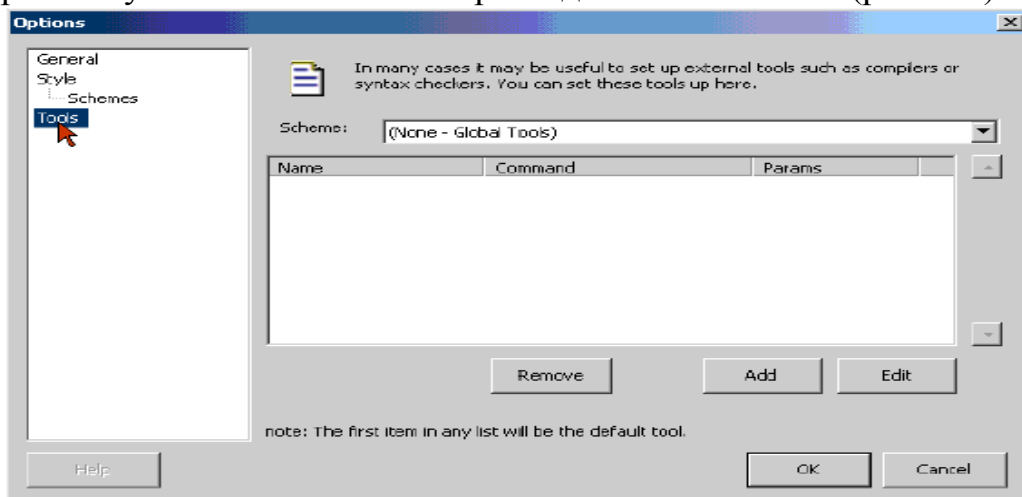 Options
General
Style
Schemes
Tools
In many cases it may be useful to set up external tools such as compilers or
syntax checkers. You can set these tools up here.
Scheme: (None - Global Tools)
Name Command Params
Remove Add Edit
note: The first item in any list will be the default tool.
Help OK Cancel